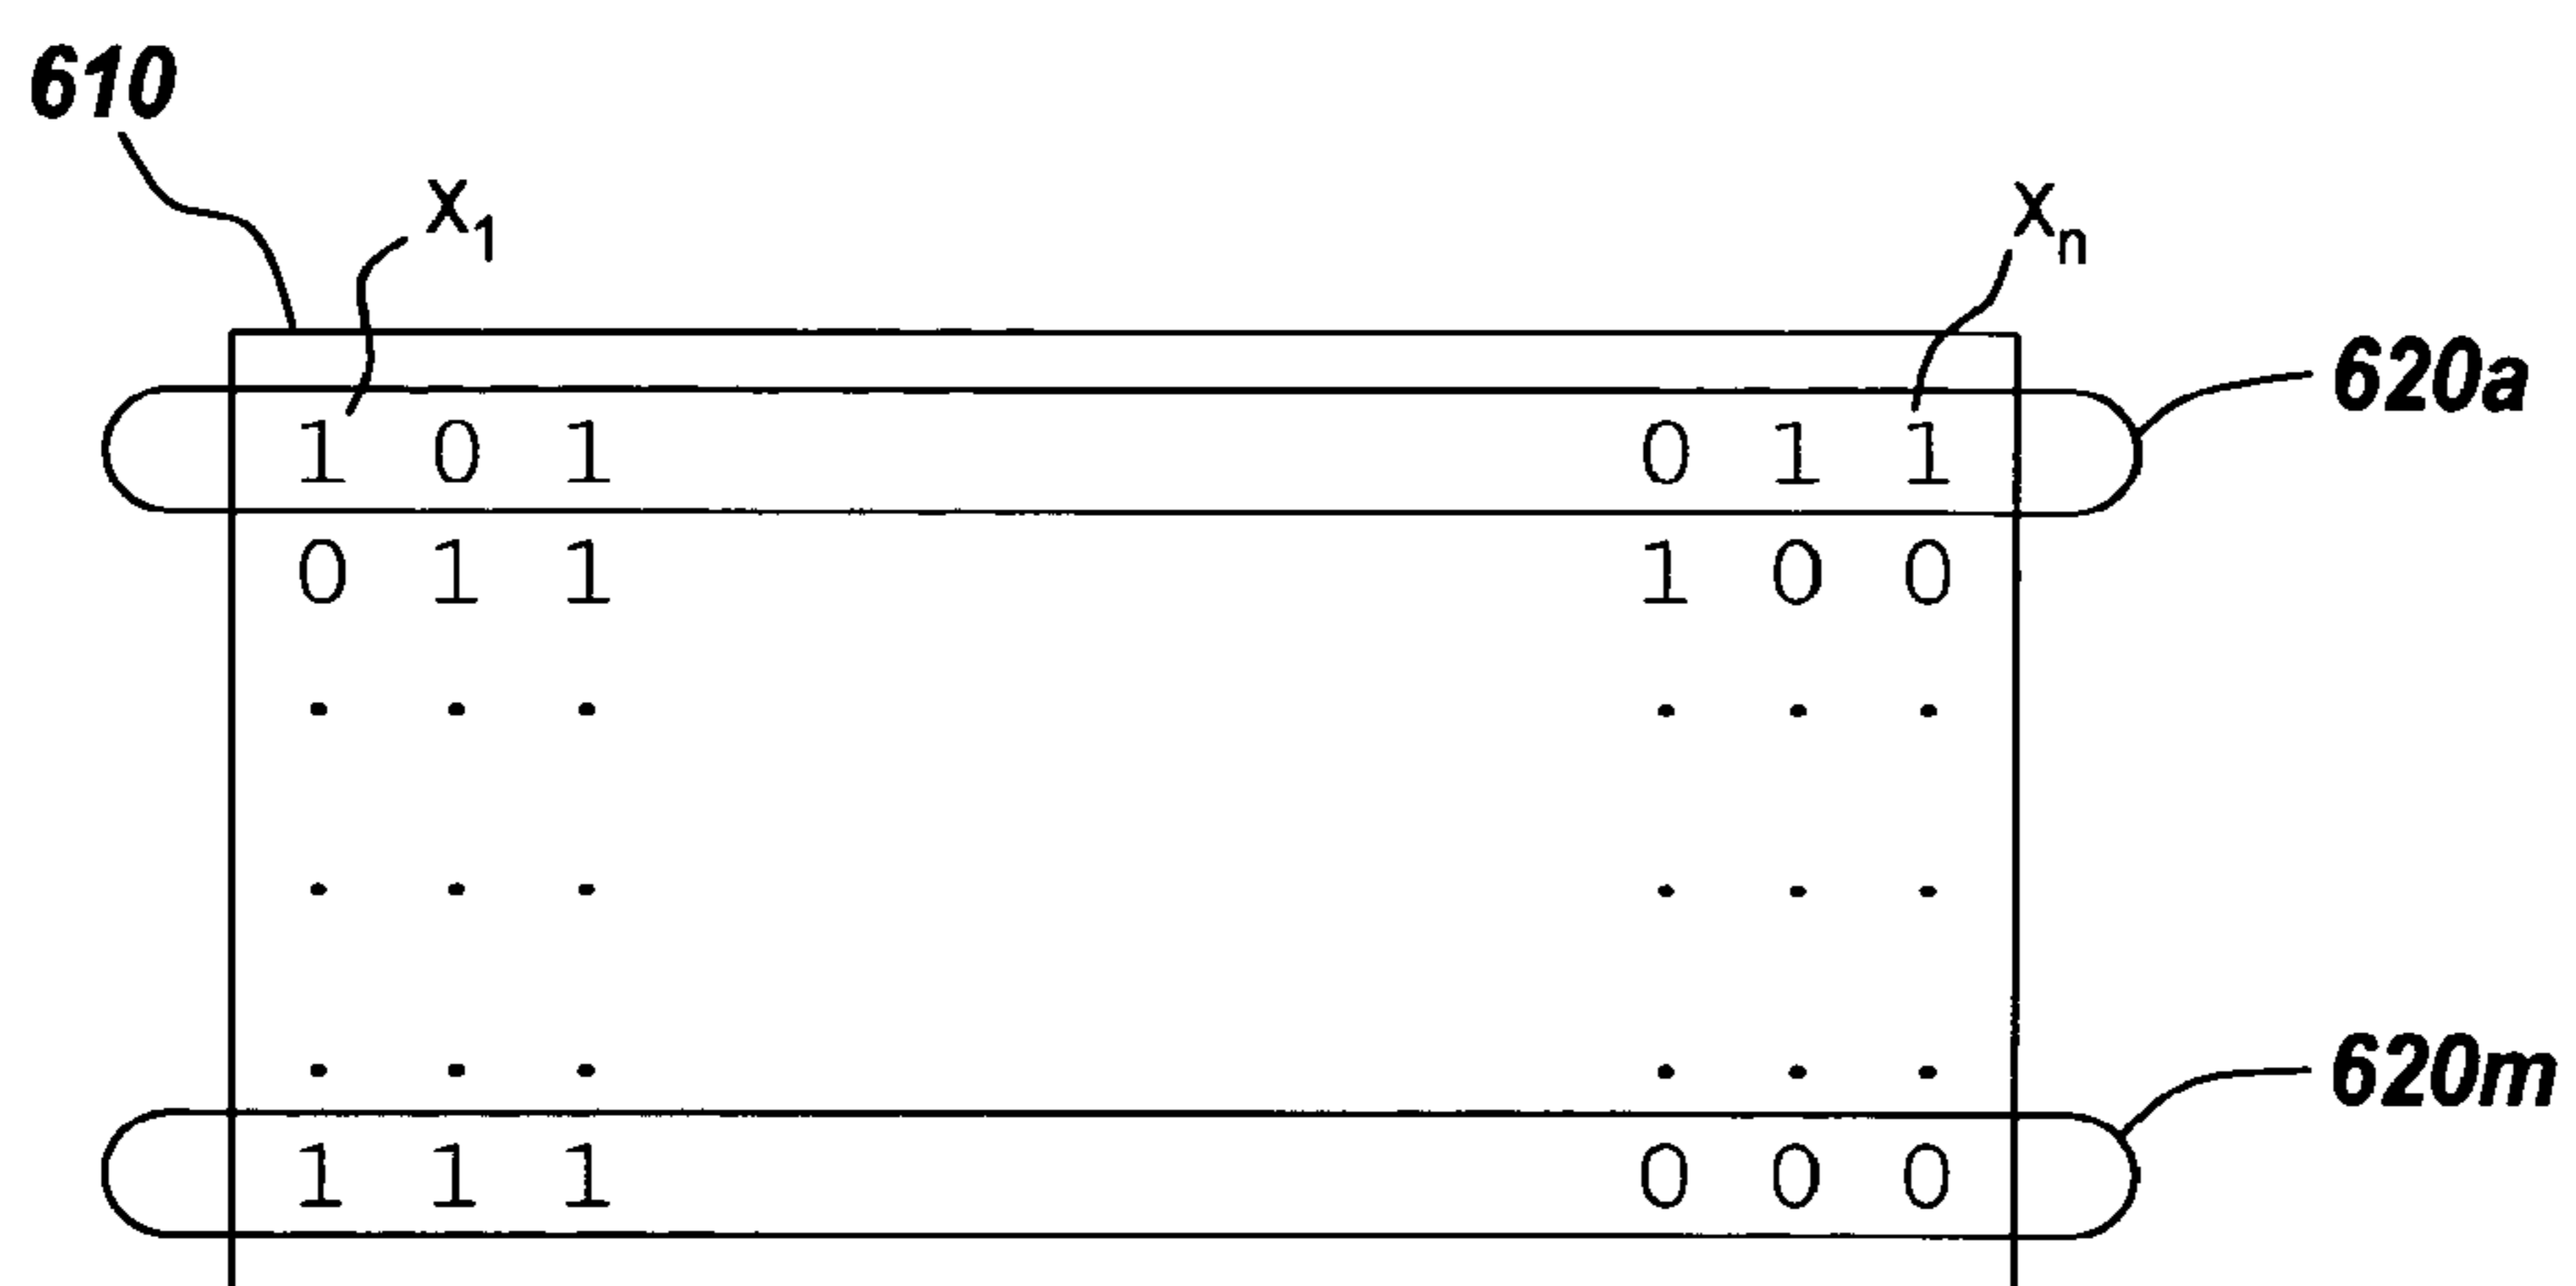 610
X1
Xn
620a
1 0 1 0 1 1
0 1 1 1 0 0
. . . . . .
. . . . . .
. . . . . .
620m
1 1 1 0 0 0